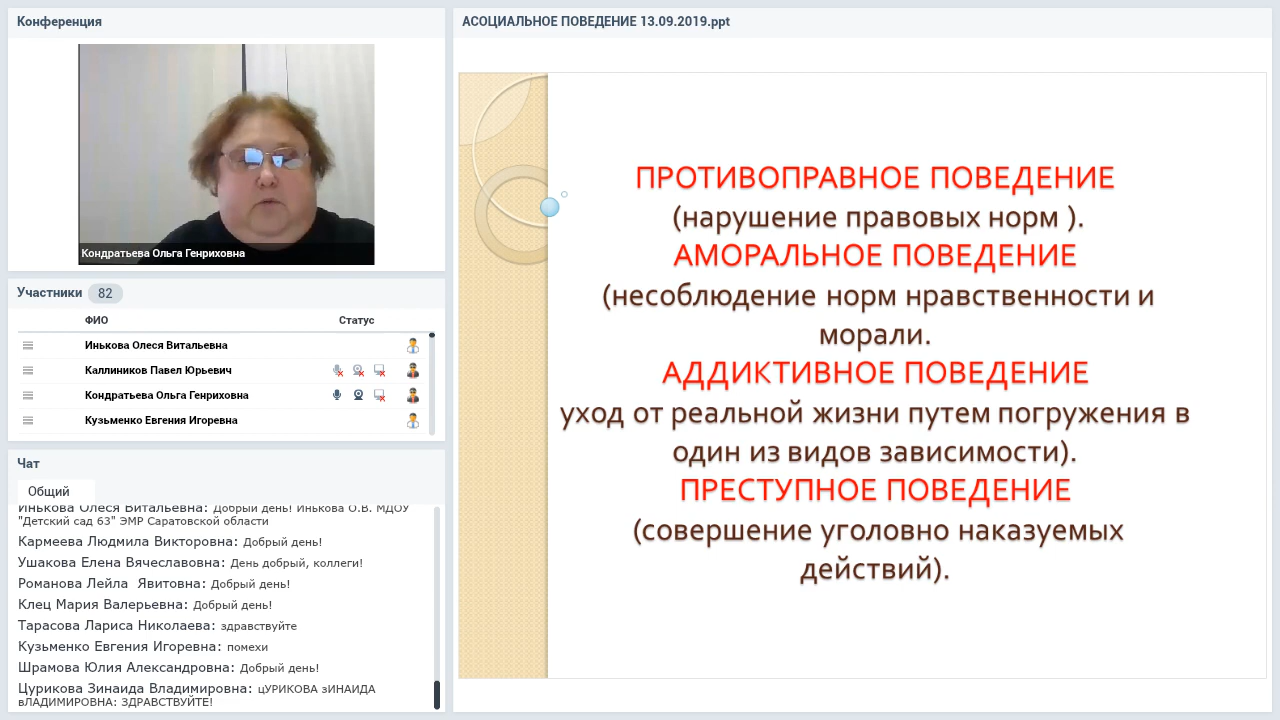 Конференция
Кондратьева Ольга Генриховна
Участники 82
ФИО Статус
Инькова Олеся Витальевна
Каллиников Павел Юрьевич
Кондратьева Ольга Генриховна
Кузьменко Евгения Игоревна
Чат
Общий
Инькова Олеся Витальевна: Добрый день! Инькова О.В. МДОУ
"Детский сад 63" ЭМР Саратовской области
Кармеева Людмила Викторовна: Добрый день!
Ушакова Елена Вячеславовна: День добрый, коллеги!
Романова Лейла Явитовна: Добрый день!
Клец Мария Валерьевна: Добрый день!
Тарасова Лариса Николаева: здравствуйте
Кузьменко Евгения Игоревна: помехи
Шрамова Юлия Александровна: Добрый день!
Цурикова Зинаида Владимировна: цУРИКОВА зИНАИДА
вЛАДИМИРОВНА: ЗДРАВСТВУЙТЕ!
АСОЦИАЛЬНОЕ ПОВЕДЕНИЕ 13.09.2019.ppt
ПРОТИВОПРАВНОЕ ПОВЕДЕНИЕ
(нарушение правовых норм ).
АМОРАЛЬНОЕ ПОВЕДЕНИЕ
(несоблюдение норм нравственности и
морали.
АДДИКТИВНОЕ ПОВЕДЕНИЕ
уход от реальной жизни путем погружения в
один из видов зависимости).
ПРЕСТУПНОЕ ПОВЕДЕНИЕ
(совершение уголовно наказуемых
действий).